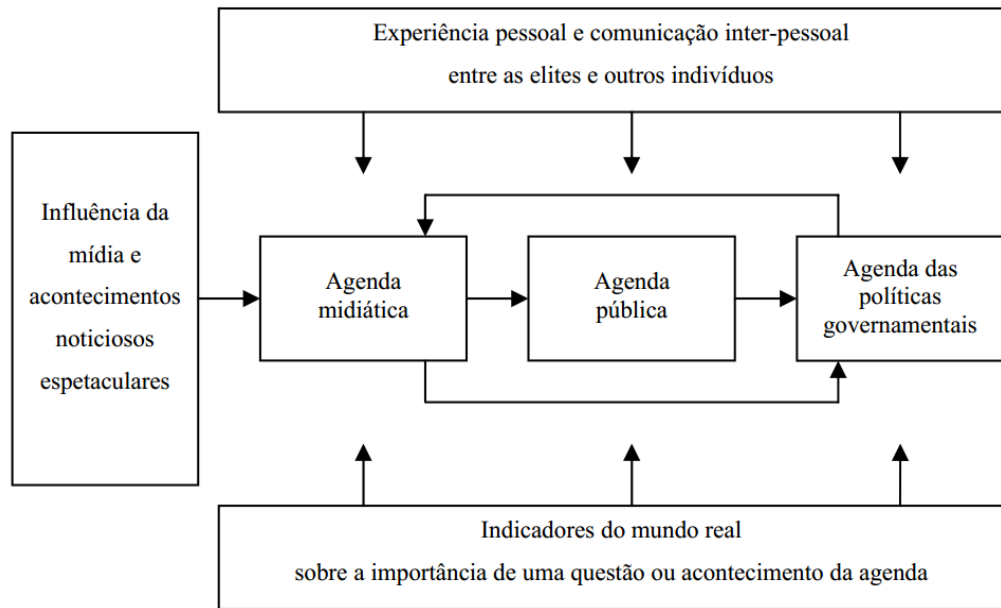 Experiência pessoal e comunicação inter-pessoal
entre as elites e outros indivíduos
Influência da
mídia e
acontecimentos
noticiosos
espetaculares
Agenda
midiática
Agenda
pública
Agenda das
políticas
governamentais
Indicadores do mundo real
sobre a importância de uma questão ou acontecimento da agenda